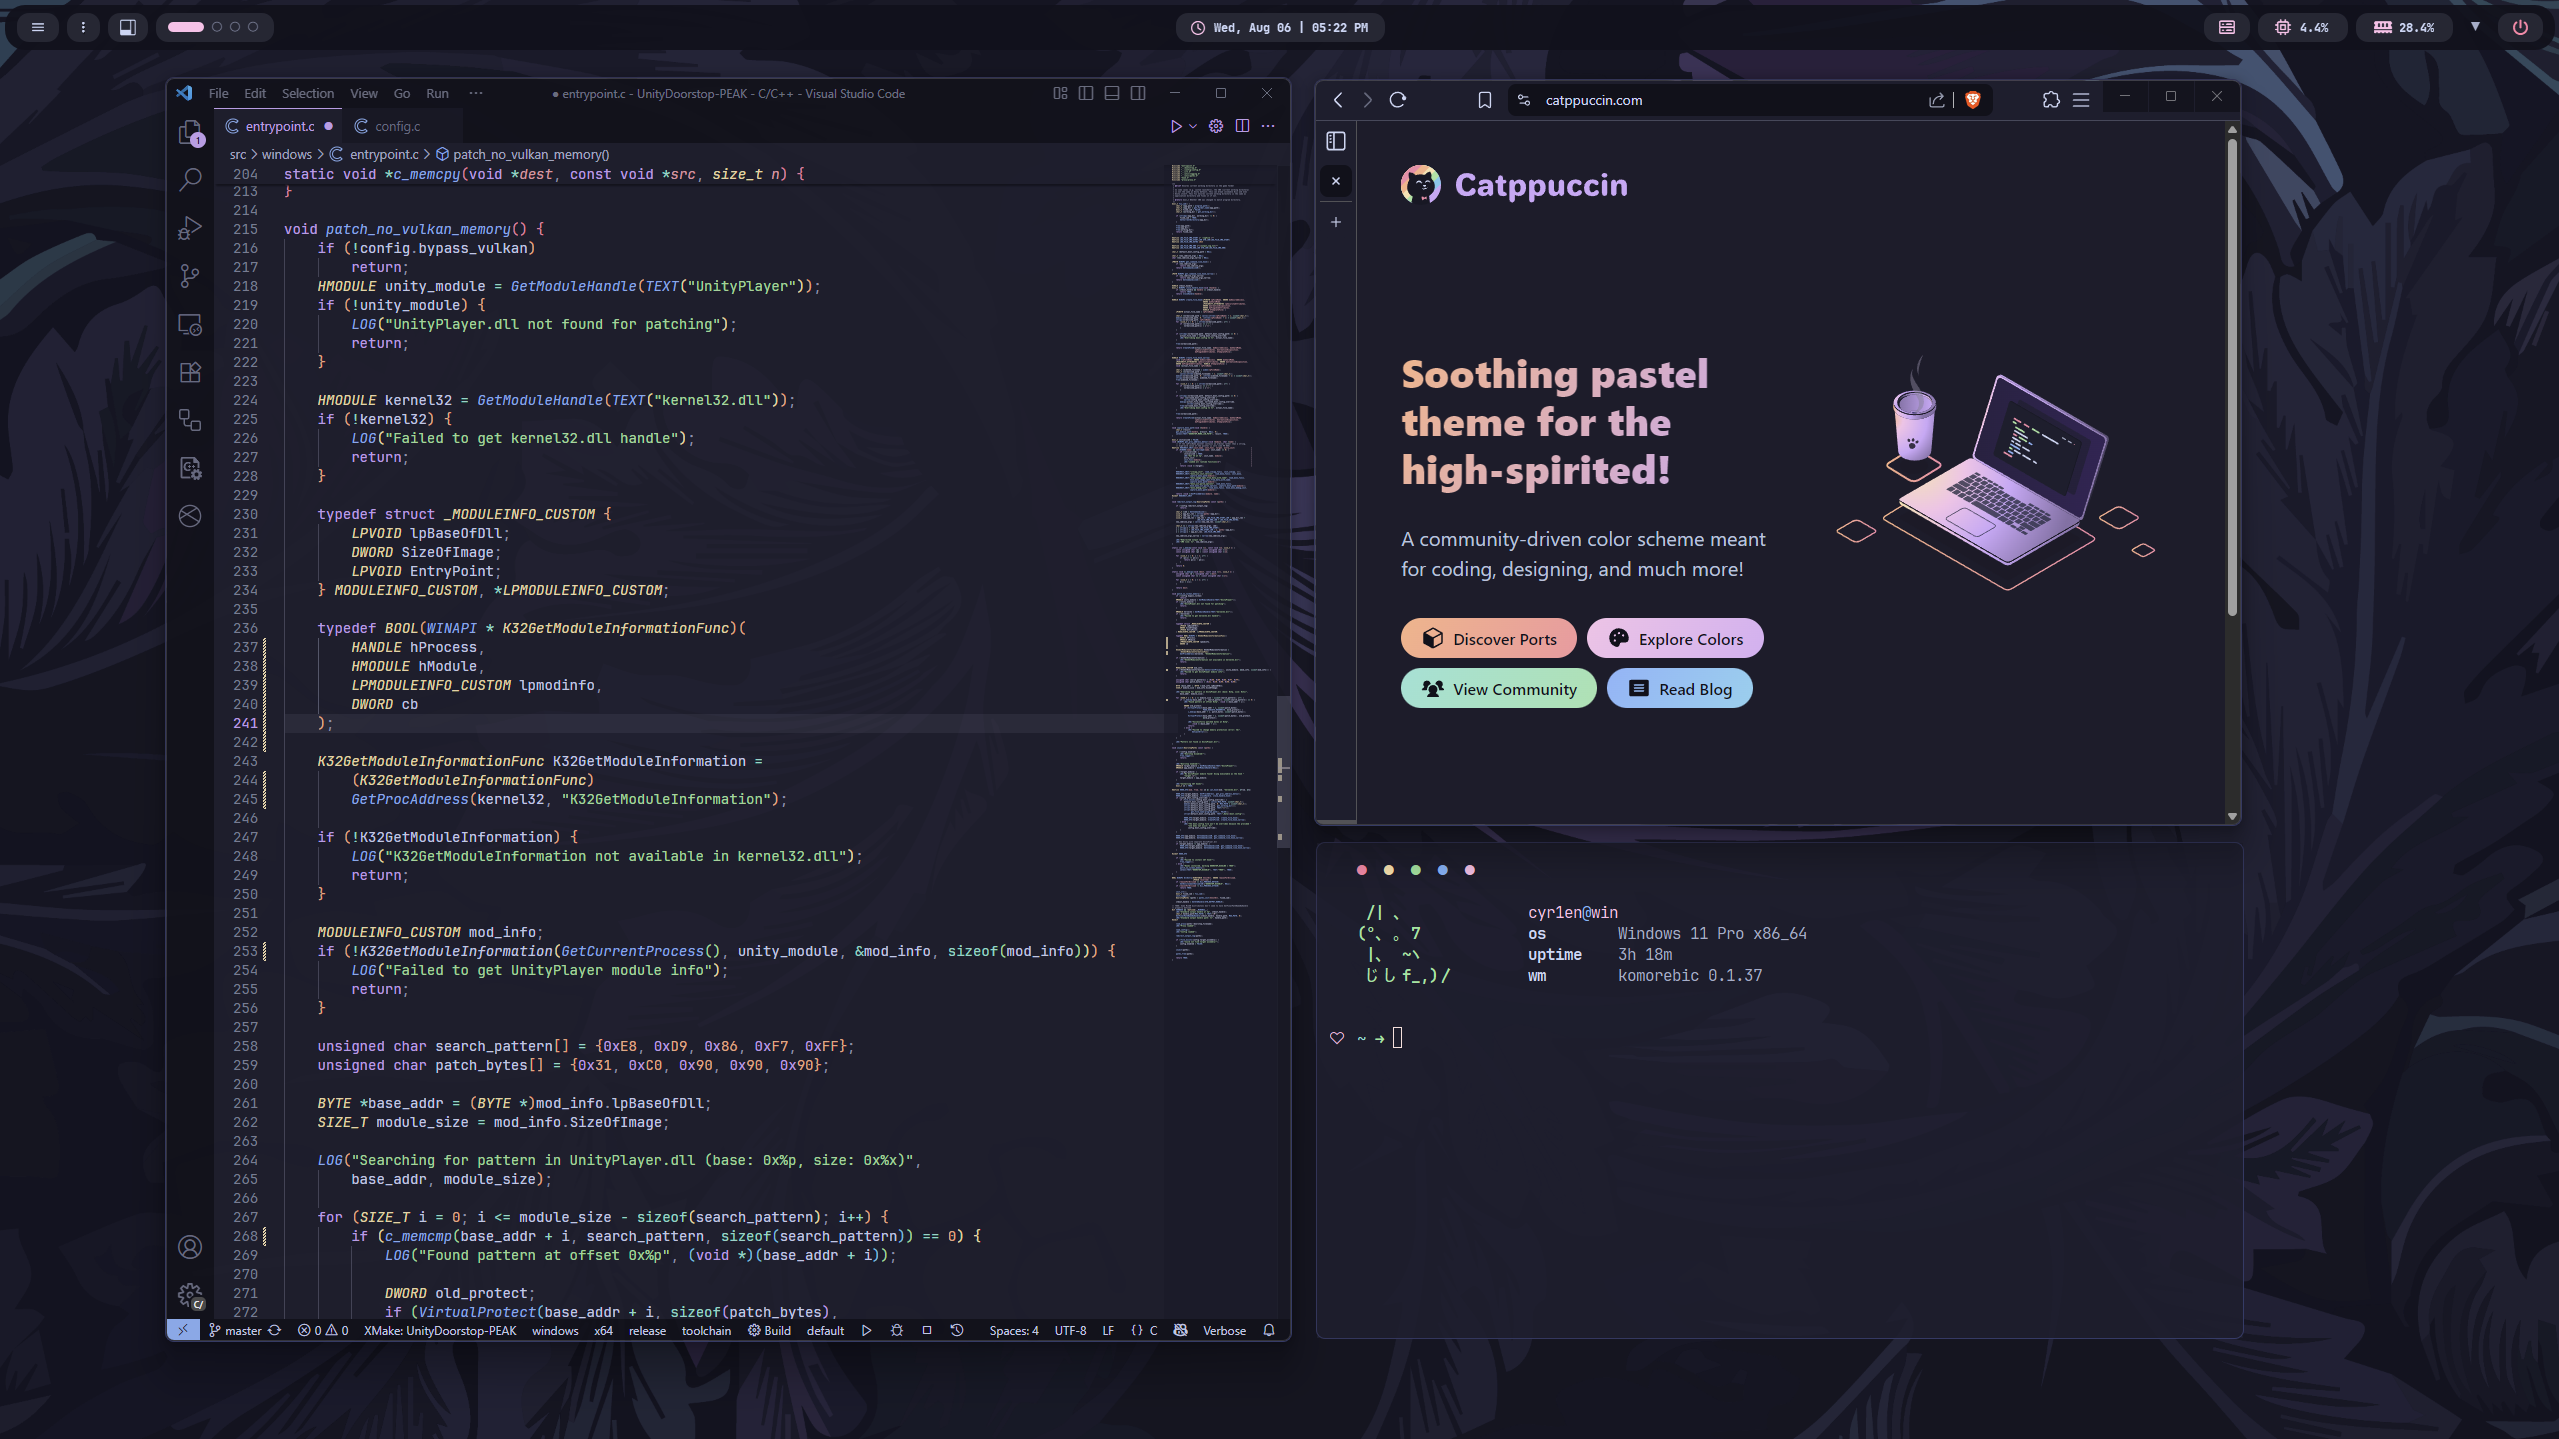 Wed, Aug 06 | 05:22 PM
4.4%
28.4%
File Edit Selection View Go Run ···
● entrypoint.c - UnityDoorstop-PEAK - C/C++ - Visual Studio Code
entrypoint.c ● config.c
src > windows > entrypoint.c > patch_no_vulkan_memory()
204 static void *c_memcpy(void *dest, const void *src, size_t n) {
213 }
214
215 void patch_no_vulkan_memory() {
216 if (!config.bypass_vulkan)
217 return;
218 HMODULE unity_module = GetModuleHandle(TEXT("UnityPlayer"));
219 if (!unity_module) {
220 LOG("UnityPlayer.dll not found for patching");
221 return;
222 }
223
224 HMODULE kernel32 = GetModuleHandle(TEXT("kernel32.dll"));
225 if (!kernel32) {
226 LOG("Failed to get kernel32.dll handle");
227 return;
228 }
229
230 typedef struct _MODULEINFO_CUSTOM {
231 LPVOID lpBaseOfDll;
232 DWORD SizeOfImage;
233 LPVOID EntryPoint;
234 } MODULEINFO_CUSTOM, *LPMODULEINFO_CUSTOM;
235
236 typedef BOOL(WINAPI * K32GetModuleInformationFunc)(
237 HANDLE hProcess,
238 HMODULE hModule,
239 LPMODULEINFO_CUSTOM lpmodinfo,
240 DWORD cb
241 );
242
243 K32GetModuleInformationFunc K32GetModuleInformation =
244 (K32GetModuleInformationFunc)
245 GetProcAddress(kernel32, "K32GetModuleInformation");
246
247 if (!K32GetModuleInformation) {
248 LOG("K32GetModuleInformation not available in kernel32.dll");
249 return;
250 }
251
252 MODULEINFO_CUSTOM mod_info;
253 if (!K32GetModuleInformation(GetCurrentProcess(), unity_module, &mod_info, sizeof(mod_info))) {
254 LOG("Failed to get UnityPlayer module info");
255 return;
256 }
257
258 unsigned char search_pattern[] = {0xE8, 0xD9, 0x86, 0xF7, 0xFF};
259 unsigned char patch_bytes[] = {0x31, 0xC0, 0x90, 0x90, 0x90};
260
261 BYTE *base_addr = (BYTE *)mod_info.lpBaseOfDll;
262 SIZE_T module_size = mod_info.SizeOfImage;
263
264 LOG("Searching for pattern in UnityPlayer.dll (base: 0x%p, size: 0x%x)",
265 base_addr, module_size);
266
267 for (SIZE_T i = 0; i <= module_size - sizeof(search_pattern); i++) {
268 if (c_memcmp(base_addr + i, search_pattern, sizeof(search_pattern)) == 0) {
269 LOG("Found pattern at offset 0x%p", (void *)(base_addr + i));
270
271 DWORD old_protect;
272 if (VirtualProtect(base_addr + i, sizeof(patch_bytes),
master 0 0 XMake: UnityDoorstop-PEAK windows x64 release toolchain Build default Spaces: 4 UTF-8 LF {} C Verbose
catppuccin.com
Catppuccin
Soothing pastel
theme for the
high-spirited!
A community-driven color scheme meant
for coding, designing, and much more!
Discover Ports
Explore Colors
View Community
Read Blog
/| 、
(°、。7
|、 ~ヽ
じしf_,)/
cyr1en@win
os Windows 11 Pro x86_64
uptime 3h 18m
wm komorebic 0.1.37
♡ ~ →